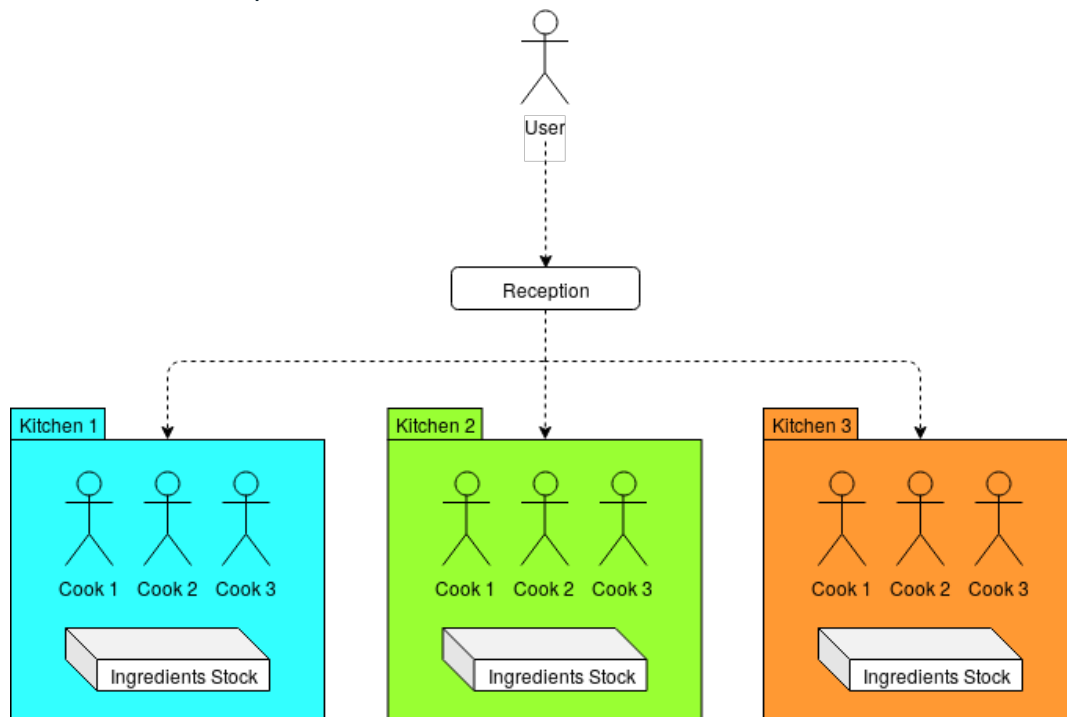 User
Reception
Kitchen 1
Kitchen 2
Kitchen 3
Cook 1 Cook 2 Cook 3
Cook 1 Cook 2 Cook 3
Cook 1 Cook 2 Cook 3
Ingredients Stock
Ingredients Stock
Ingredients Stock